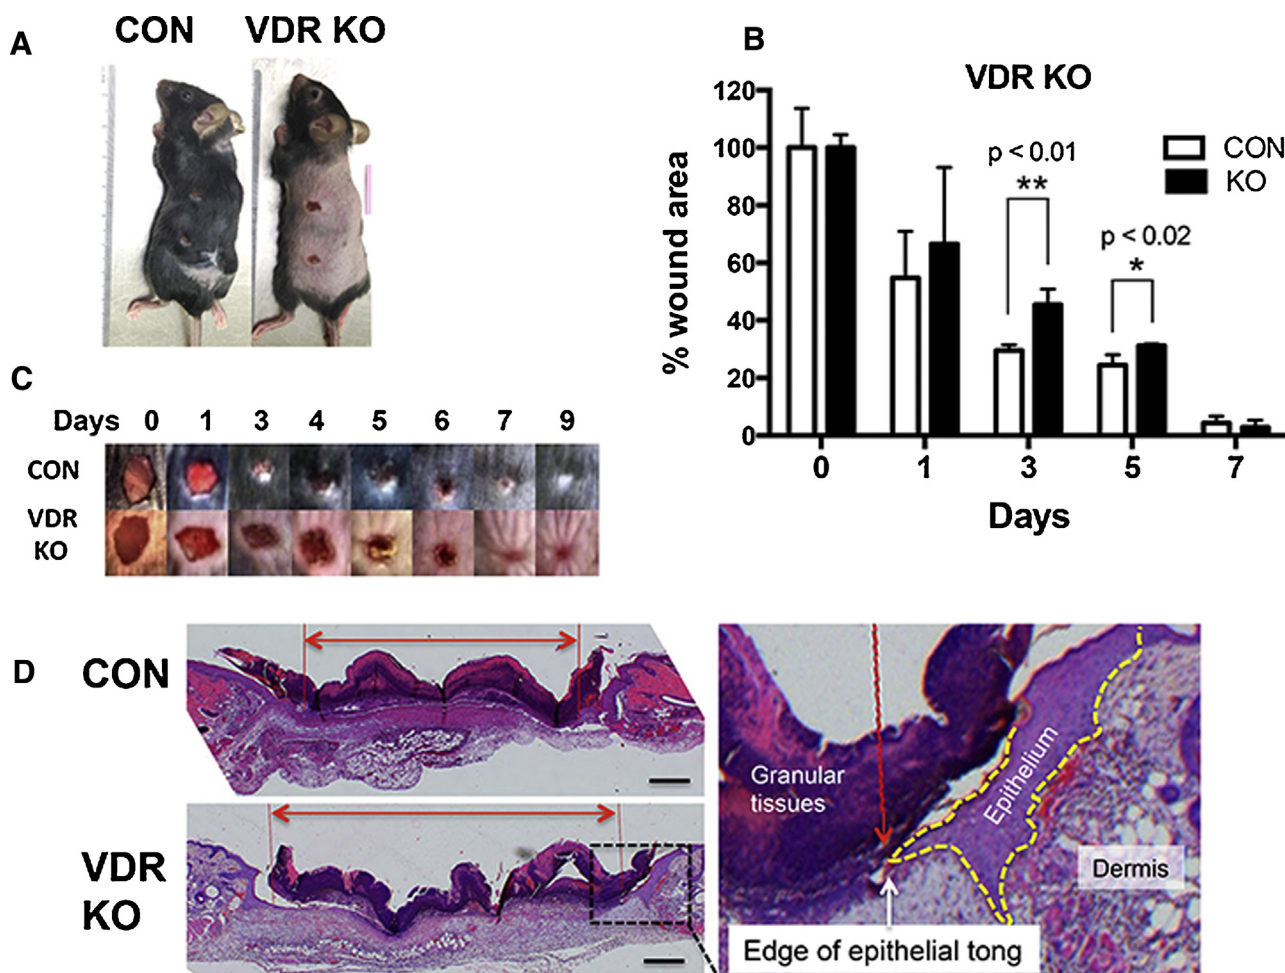 A
CON
VDR KO
B
VDR KO
120
100
80
60
40
20
0
% wound area
p < 0.01
**
p < 0.02
*
CON
KO
0 1 3 5 7
Days
C
Days 0 1 3 4 5 6 7 9
CON
VDR
KO
D
CON
VDR
KO
Granular
tissues
Epithelium
Dermis
Edge of epithelial tong